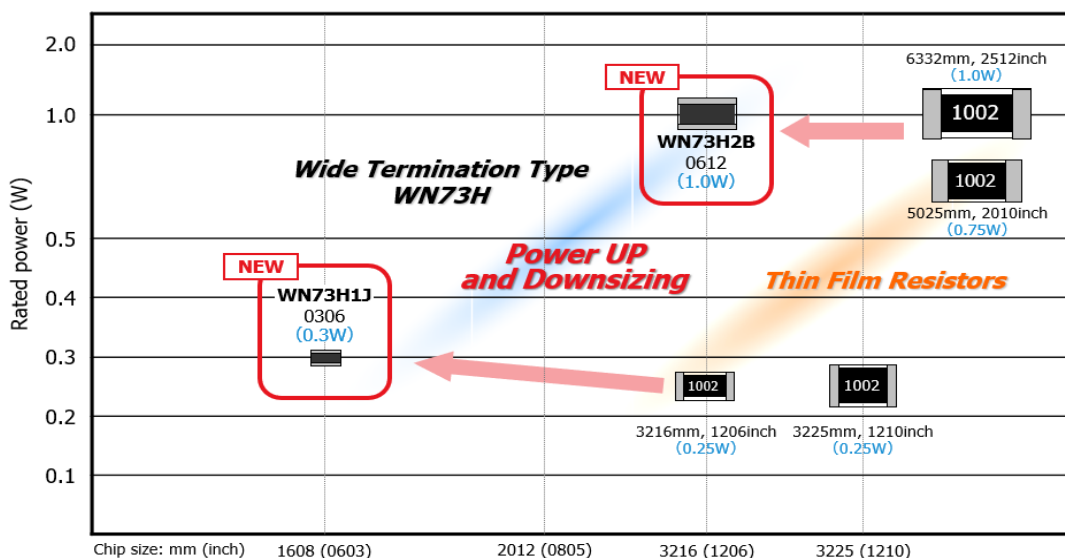 2.0
1.0
0.5
0.4
0.3
0.2
0.1
Rated power (W)
NEW
WN73H2B
0612
(1.0W)
6332mm, 2512inch
(1.0W)
1002
1002
5025mm, 2010inch
(0.75W)
Wide Termination Type
WN73H
Power UP
and Downsizing
Thin Film Resistors
NEW
WN73H1J
0306
(0.3W)
1002
3216mm, 1206inch
(0.25W)
1002
3225mm, 1210inch
(0.25W)
Chip size: mm (inch)
1608 (0603)
2012 (0805)
3216 (1206)
3225 (1210)